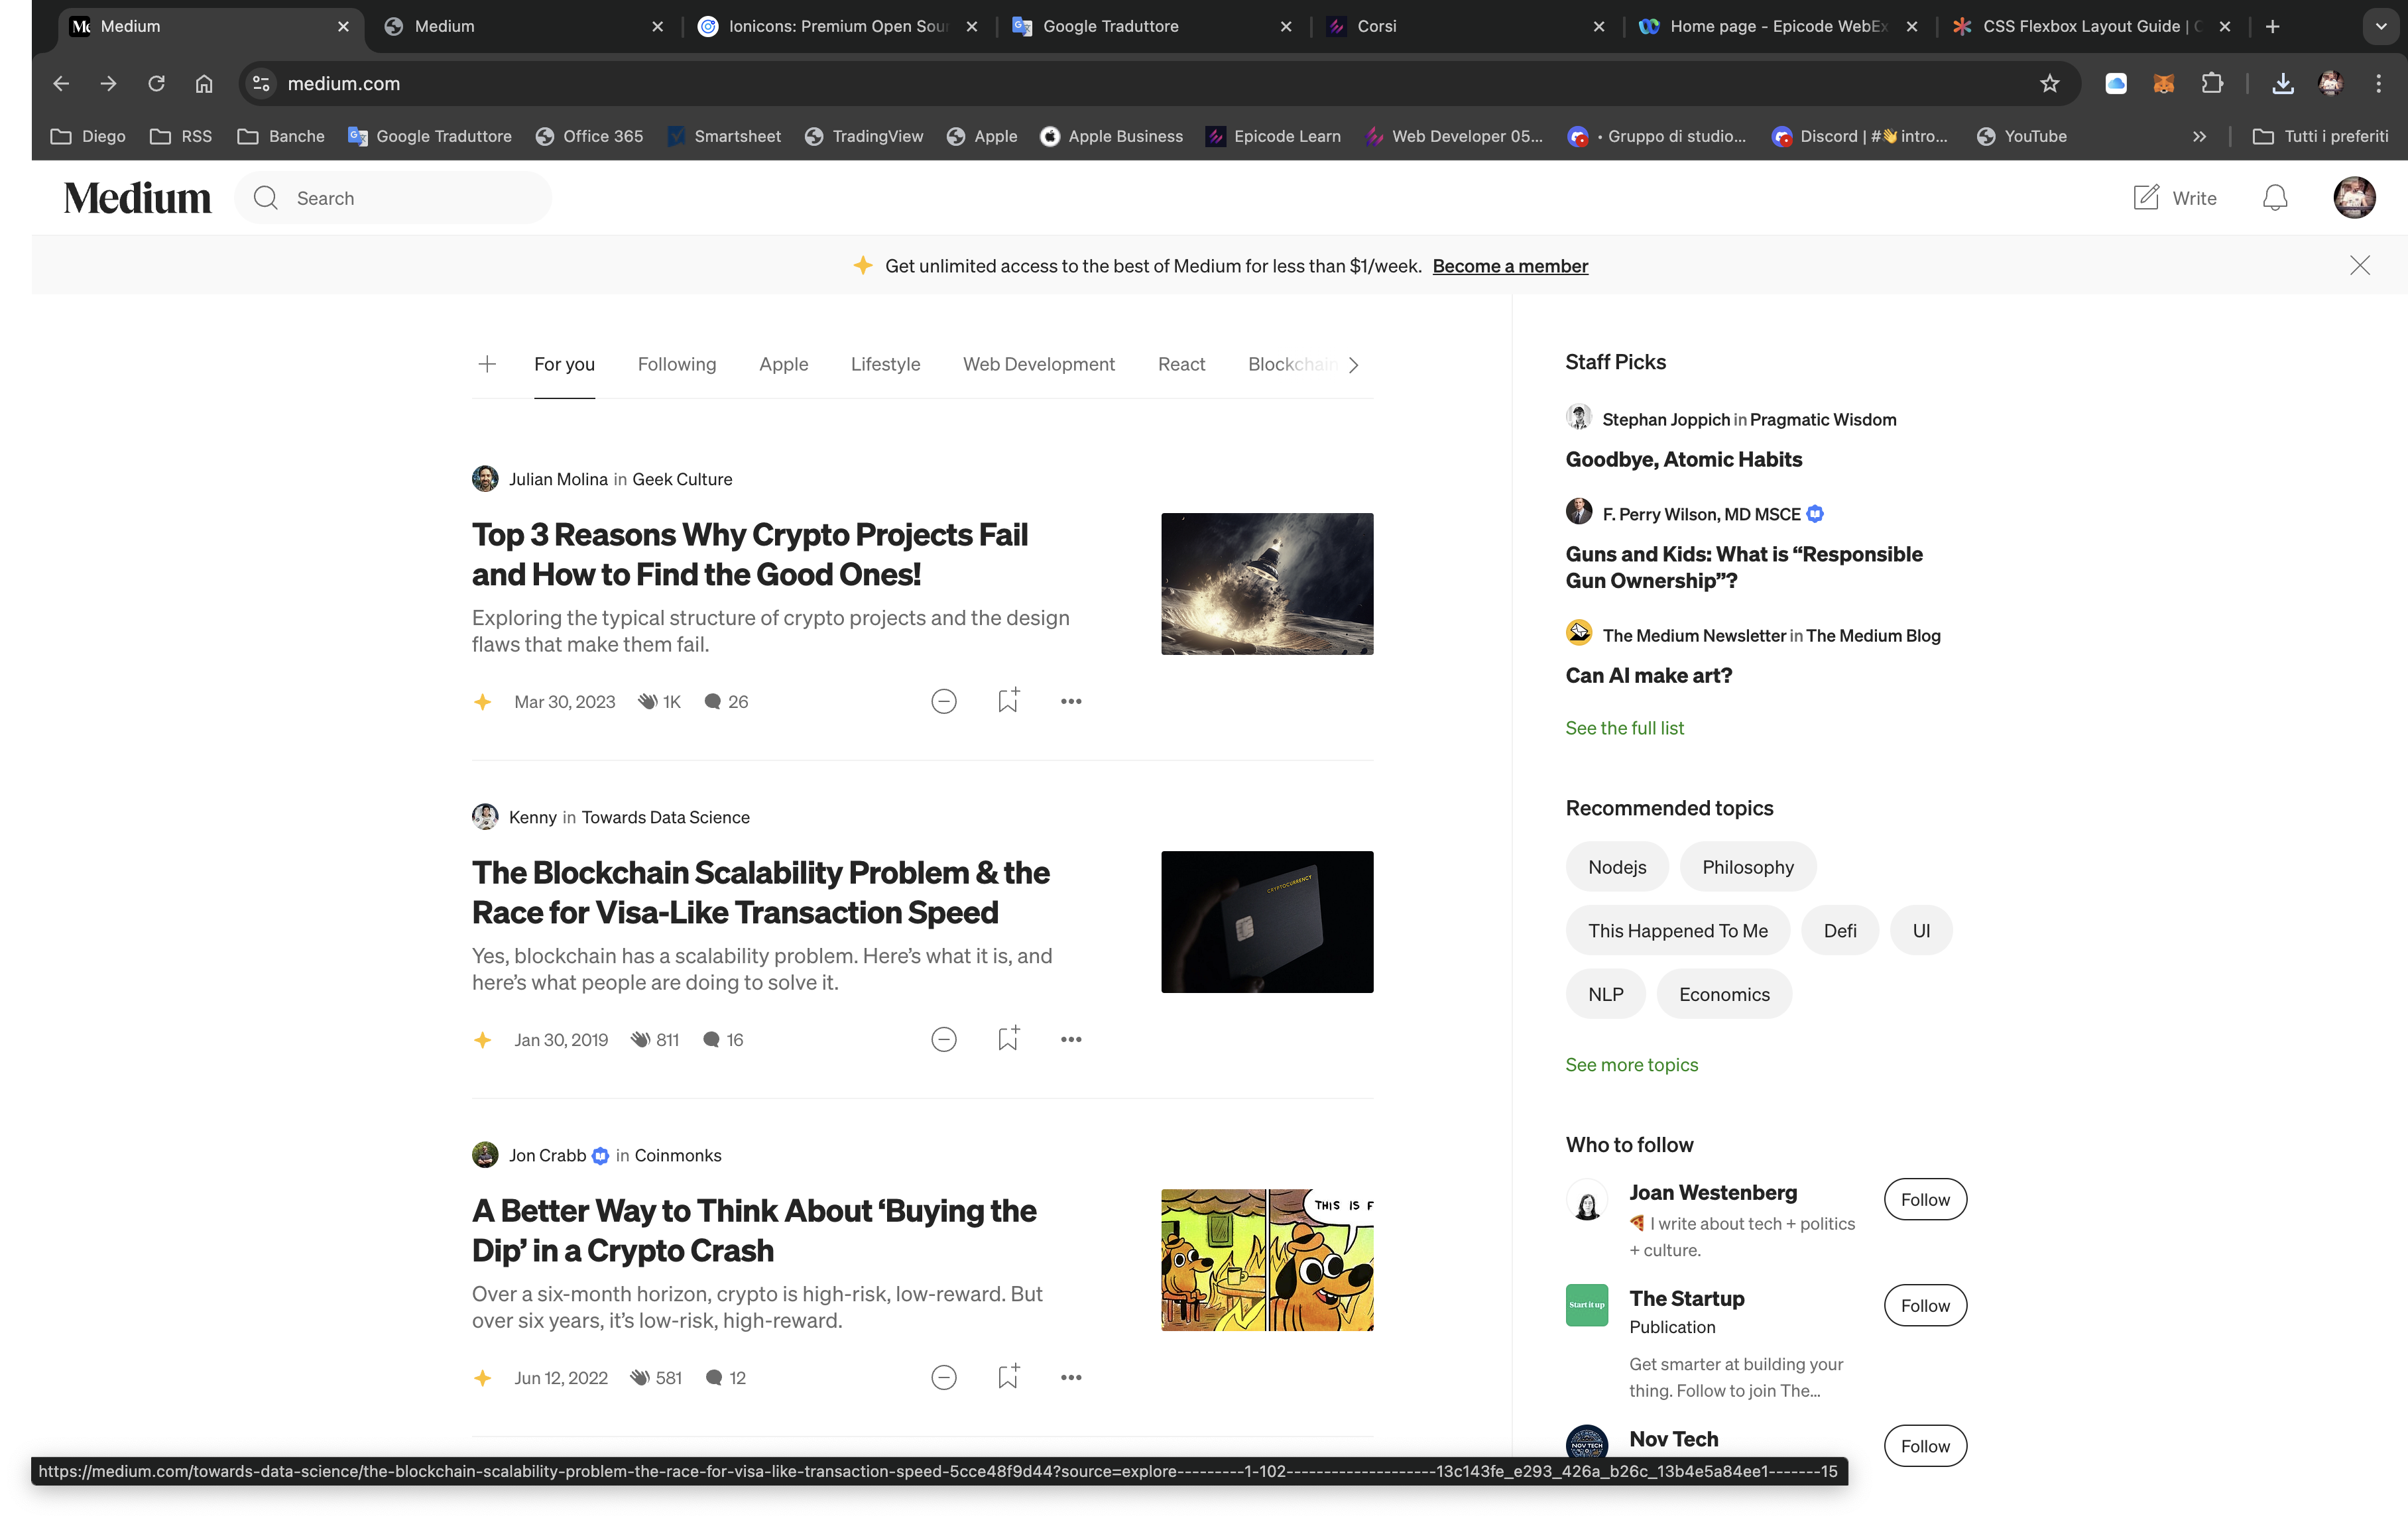 Medium
Medium
Ionicons: Premium Open Sour
Google Traduttore
Corsi
Home page - Epicode WebEx
CSS Flexbox Layout Guide |
medium.com
Diego
RSS
Banche
Google Traduttore
Office 365
Smartsheet
TradingView
Apple
Apple Business
Epicode Learn
Web Developer 05...
• Gruppo di studio...
Discord | #👋intro...
YouTube
Tutti i preferiti
Medium
Search
Write
Get unlimited access to the best of Medium for less than $1/week. Become a member
For you
Following
Apple
Lifestyle
Web Development
React
Blockchain
Julian Molina in Geek Culture
Top 3 Reasons Why Crypto Projects Fail
and How to Find the Good Ones!
Exploring the typical structure of crypto projects and the design
flaws that make them fail.
Mar 30, 2023
1K
26
Kenny in Towards Data Science
The Blockchain Scalability Problem & the
Race for Visa-Like Transaction Speed
Yes, blockchain has a scalability problem. Here’s what it is, and
here’s what people are doing to solve it.
CRYPTOCURRENCY
Jan 30, 2019
811
16
Jon Crabb in Coinmonks
A Better Way to Think About ‘Buying the
Dip’ in a Crypto Crash
Over a six-month horizon, crypto is high-risk, low-reward. But
over six years, it’s low-risk, high-reward.
THIS IS F
Jun 12, 2022
581
12
Staff Picks
Stephan Joppich in Pragmatic Wisdom
Goodbye, Atomic Habits
F. Perry Wilson, MD MSCE
Guns and Kids: What is “Responsible
Gun Ownership”?
The Medium Newsletter in The Medium Blog
Can AI make art?
See the full list
Recommended topics
Nodejs
Philosophy
This Happened To Me
Defi
UI
NLP
Economics
See more topics
Who to follow
Joan Westenberg
🍕 I write about tech + politics
+ culture.
Follow
Start it up
The Startup
Publication
Get smarter at building your
thing. Follow to join The...
Follow
NOV TECH
Nov Tech
Follow
https://medium.com/towards-data-science/the-blockchain-scalability-problem-the-race-for-visa-like-transaction-speed-5cce48f9d44?source=explore---------1-102--------------------13c143fe_e293_426a_b26c_13b4e5a84ee1-------15